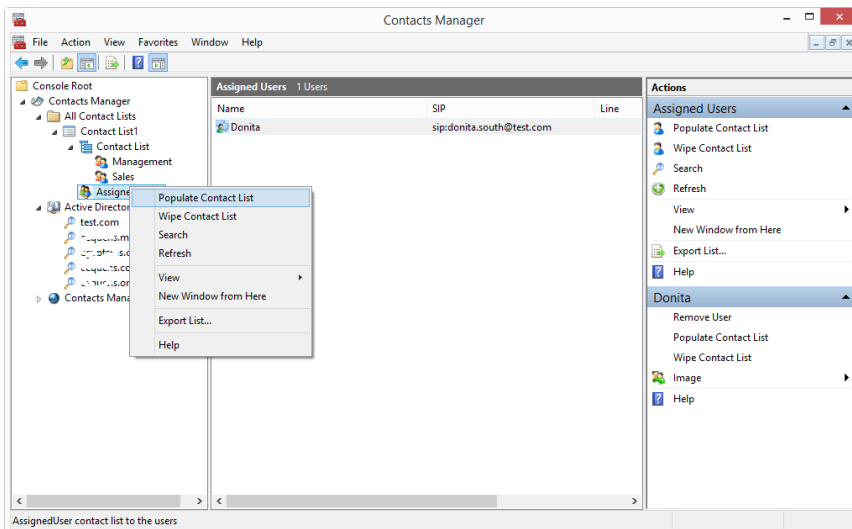 Contacts Manager
File Action View Favorites Window Help
Console Root
Contacts Manager
All Contact Lists
Contact List1
Contact List
Management
Sales
Assigne
Active Director
test.com
Contacts Mana
Populate Contact List
Wipe Contact List
Search
Refresh
View
New Window from Here
Export List...
Help
Assigned Users 1 Users
Name SIP Line
Donita sip:donita.south@test.com
Actions
Assigned Users
Populate Contact List
Wipe Contact List
Search
Refresh
View
New Window from Here
Export List...
Help
Donita
Remove User
Populate Contact List
Wipe Contact List
Image
Help
AssignedUser contact list to the users